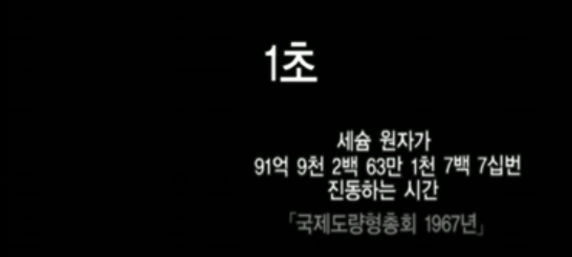 1초
세슘 원자가
91억 9천 2백 63만 1천 7백 7십번
진동하는 시간
「국제도량형총회 1967년」